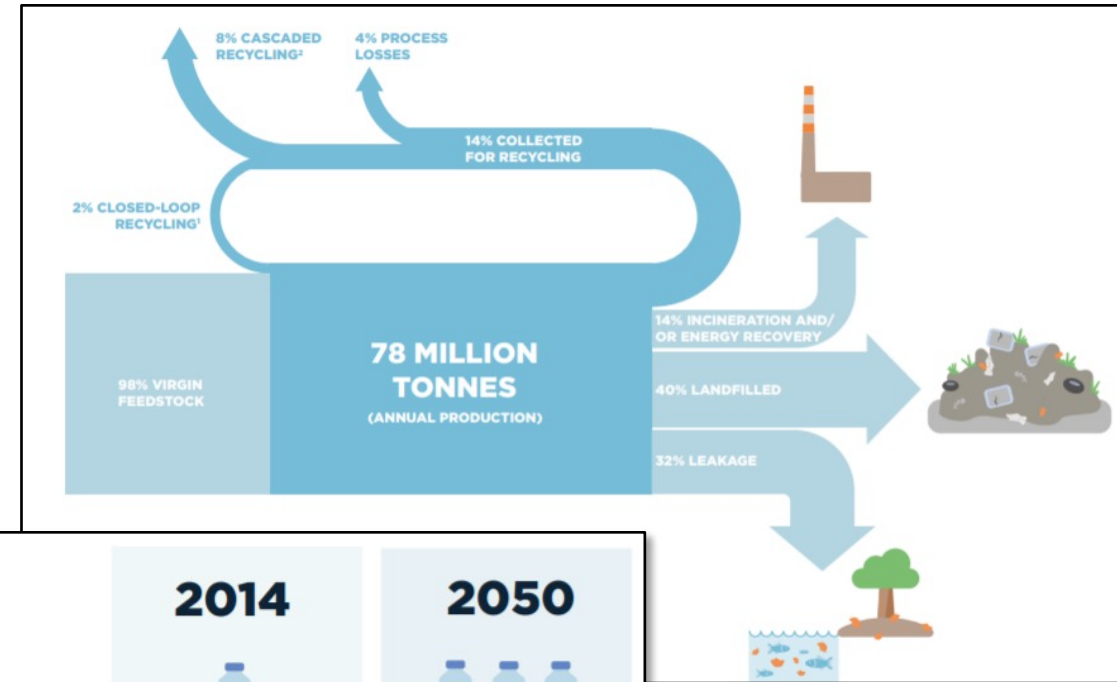 8% CASCADED
RECYCLING²
4% PROCESS
LOSSES
14% COLLECTED
FOR RECYCLING
2% CLOSED-LOOP
RECYCLING¹
98% VIRGIN
FEEDSTOCK
78 MILLION
TONNES
(ANNUAL PRODUCTION)
14% INCINERATION AND/
OR ENERGY RECOVERY
40% LANDFILLED
32% LEAKAGE
2014
2050